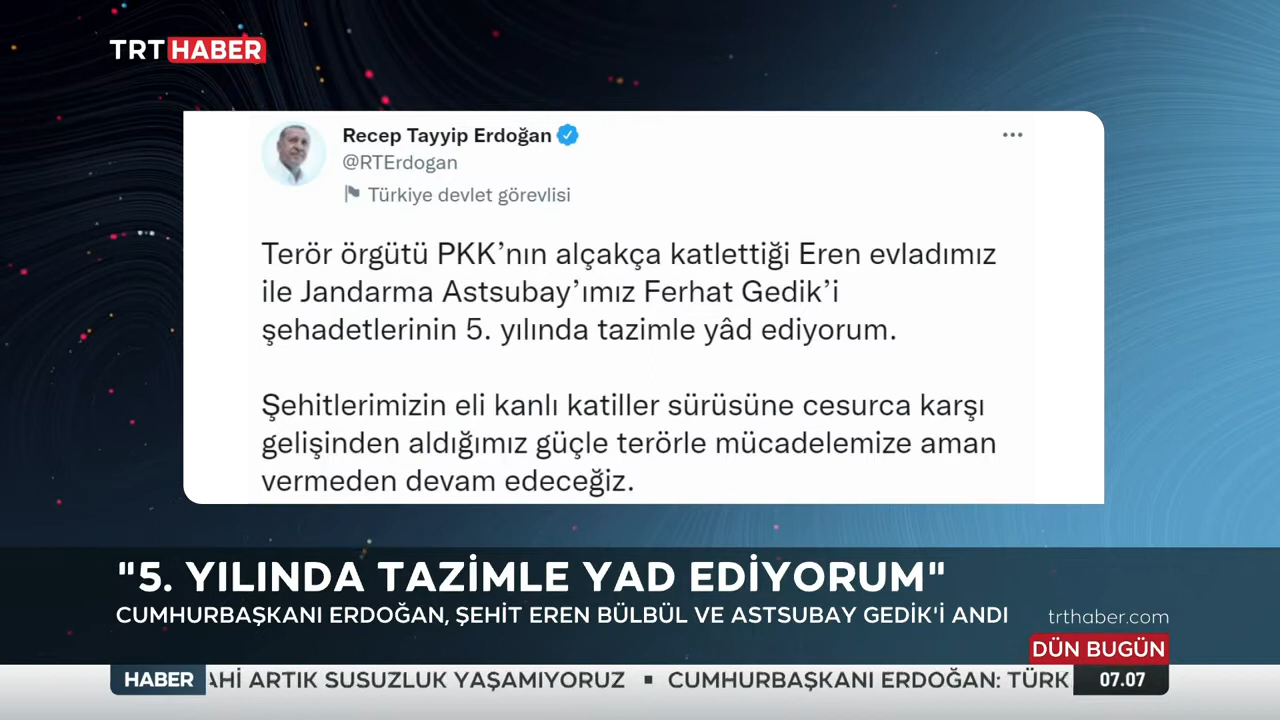 TRT HABER
Recep Tayyip Erdoğan
@RTErdogan
Türkiye devlet görevlisi
Terör örgütü PKK’nın alçakça katlettiği Eren evladımız
ile Jandarma Astsubay’ımız Ferhat Gedik’i
şehadetlerinin 5. yılında tazimle yâd ediyorum.
Şehitlerimizin eli kanlı katiller sürüsüne cesurca karşı
gelişinden aldığımız güçle terörle mücadelemize aman
vermeden devam edeceğiz.
"5. YILINDA TAZİMLE YAD EDİYORUM"
CUMHURBAŞKANI ERDOĞAN, ŞEHİT EREN BÜLBÜL VE ASTSUBAY GEDİK'İ ANDI
trthaber.com
DÜN BUGÜN
HABER AHİ ARTIK SUSUZLUK YAŞAMIYORUZ ▪ CUMHURBAŞKANI ERDOĞAN: TÜRK 07.07